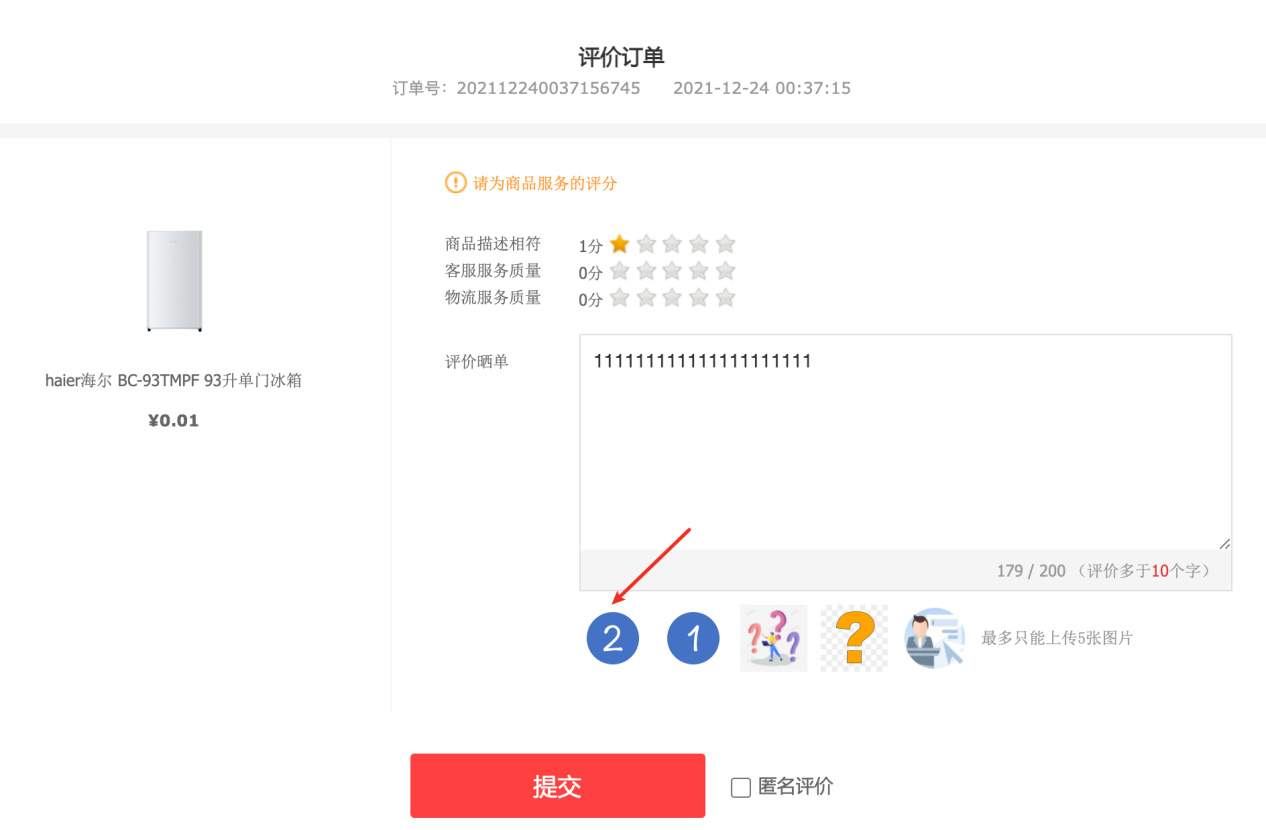 评价订单
订单号：202112240037156745 2021-12-24 00:37:15
! 请为商品服务的评分
商品描述相符 1分
客服服务质量 0分
物流服务质量 0分
评价晒单 111111111111111111111
haier海尔 BC-93TMPF 93升单门冰箱
¥0.01
179 / 200 （评价多于10个字）
2 1 ? ? ? ? 最多只能上传5张图片
提交 匿名评价